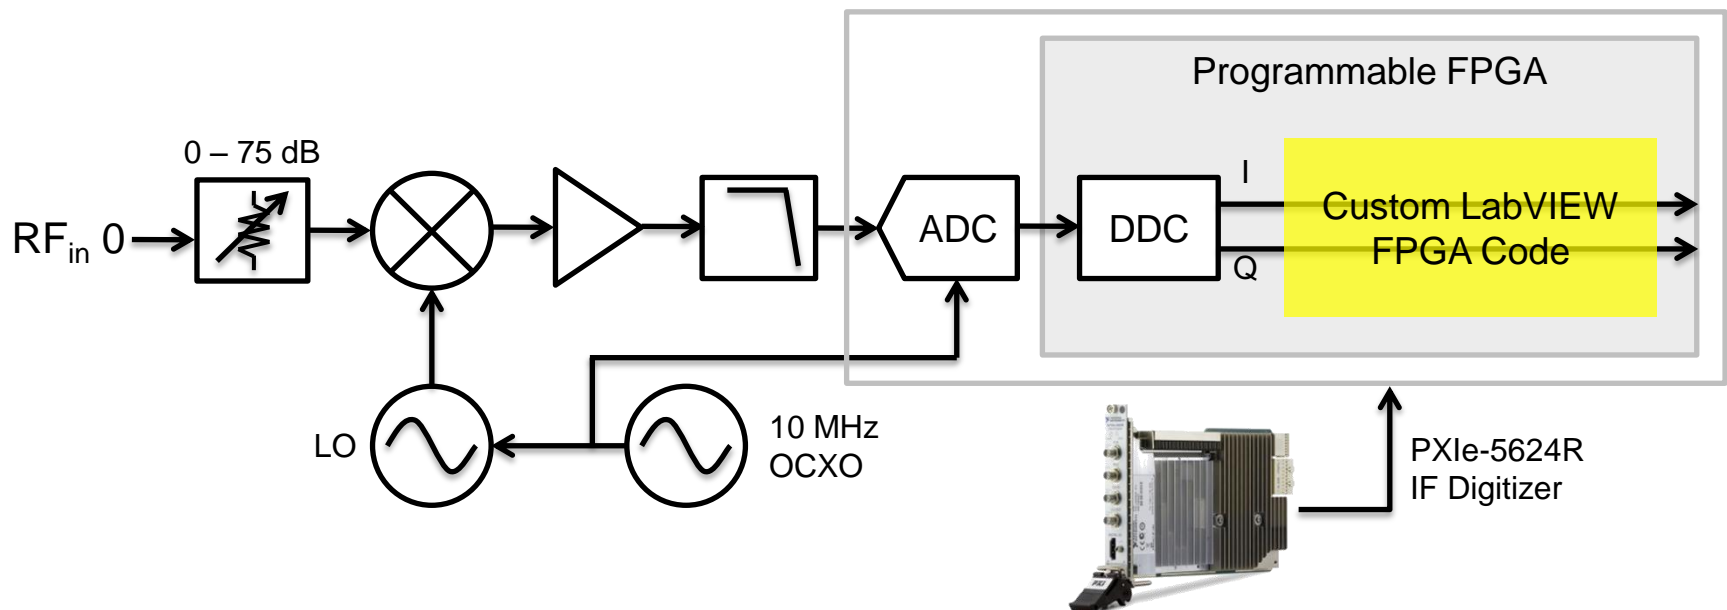 Programmable FPGA
0 – 75 dB
RFin 0
ADC
DDC
I
Q
Custom LabVIEW
FPGA Code
LO
10 MHz
OCXO
PXIe-5624R
IF Digitizer
PXI